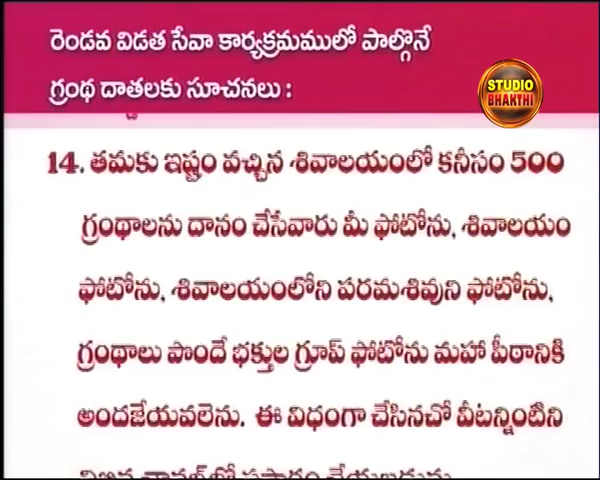 రెండవ విడత సేవా కార్యక్రమములో పాల్గొనే
గ్రంథ దాతలకు సూచనలు :
STUDIO
BHAKTHI
14. తమకు ఇష్టం వచ్చిన శివాలయంలో కనీసం 500
గ్రంథాలను దానం చేసేవారు మీ ఫోటోను, శివాలయం
ఫోటోను, శివాలయంలోని పరమశివుని ఫోటోను,
గ్రంథాలు పొందే భక్తుల గ్రూప్ ఫోటోను మహా పీఠానికి
అందజేయవలెను. ఈ విధంగా చేసినచో వీటన్నింటిని